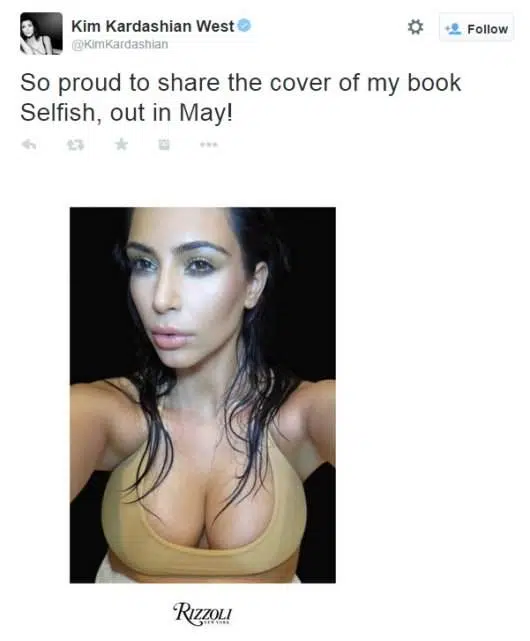 Kim Kardashian West
@KimKardashian
Follow
So proud to share the cover of my book
Selfish, out in May!
RIZZOLI
NEW YORK